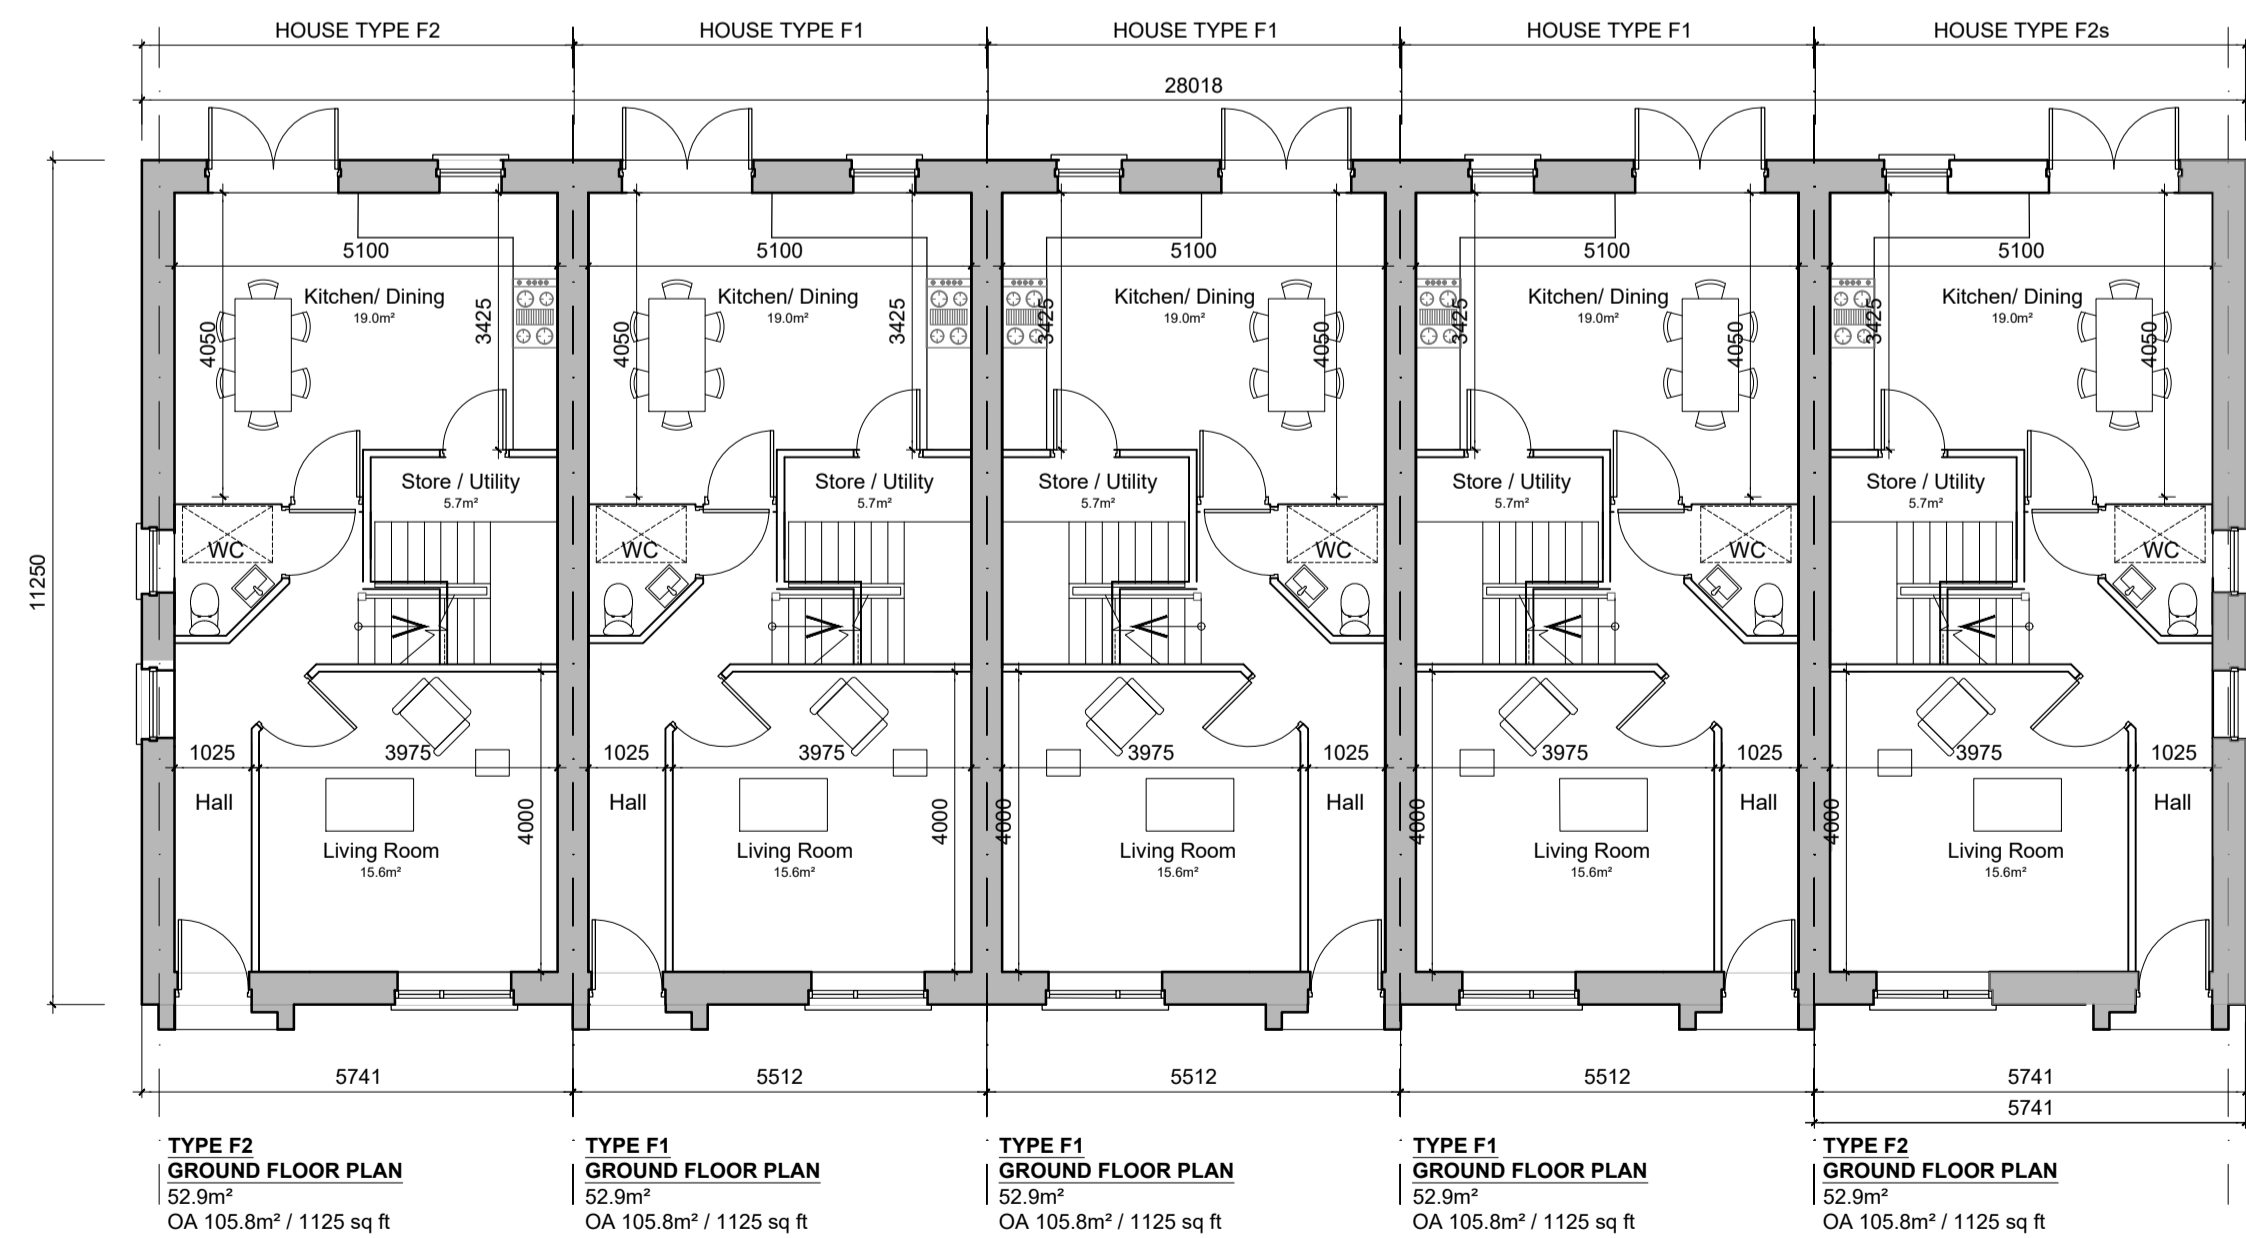 HOUSE TYPE F2
HOUSE TYPE F1
HOUSE TYPE F1
HOUSE TYPE F1
HOUSE TYPE F2s
28018
11250
5100
Kitchen/ Dining
19.0m²
4050
3425
Store / Utility
5.7m²
WC
1025
3975
Hall
4000
Living Room
15.6m²
5100
Kitchen/ Dining
19.0m²
4050
3425
Store / Utility
5.7m²
WC
1025
3975
Hall
4000
Living Room
15.6m²
5100
3425
Kitchen/ Dining
19.0m²
4050
Store / Utility
5.7m²
WC
3975
1025
4000
Hall
Living Room
15.6m²
5100
3425
Kitchen/ Dining
19.0m²
4050
Store / Utility
5.7m²
WC
3975
1025
4000
Hall
Living Room
15.6m²
5100
3425
Kitchen/ Dining
19.0m²
4050
Store / Utility
5.7m²
WC
3975
1025
4000
Hall
Living Room
15.6m²
5741
5512
5512
5512
5741
5741
TYPE F2
GROUND FLOOR PLAN
52.9m²
OA 105.8m² / 1125 sq ft
TYPE F1
GROUND FLOOR PLAN
52.9m²
OA 105.8m² / 1125 sq ft
TYPE F1
GROUND FLOOR PLAN
52.9m²
OA 105.8m² / 1125 sq ft
TYPE F1
GROUND FLOOR PLAN
52.9m²
OA 105.8m² / 1125 sq ft
TYPE F2
GROUND FLOOR PLAN
52.9m²
OA 105.8m² / 1125 sq ft